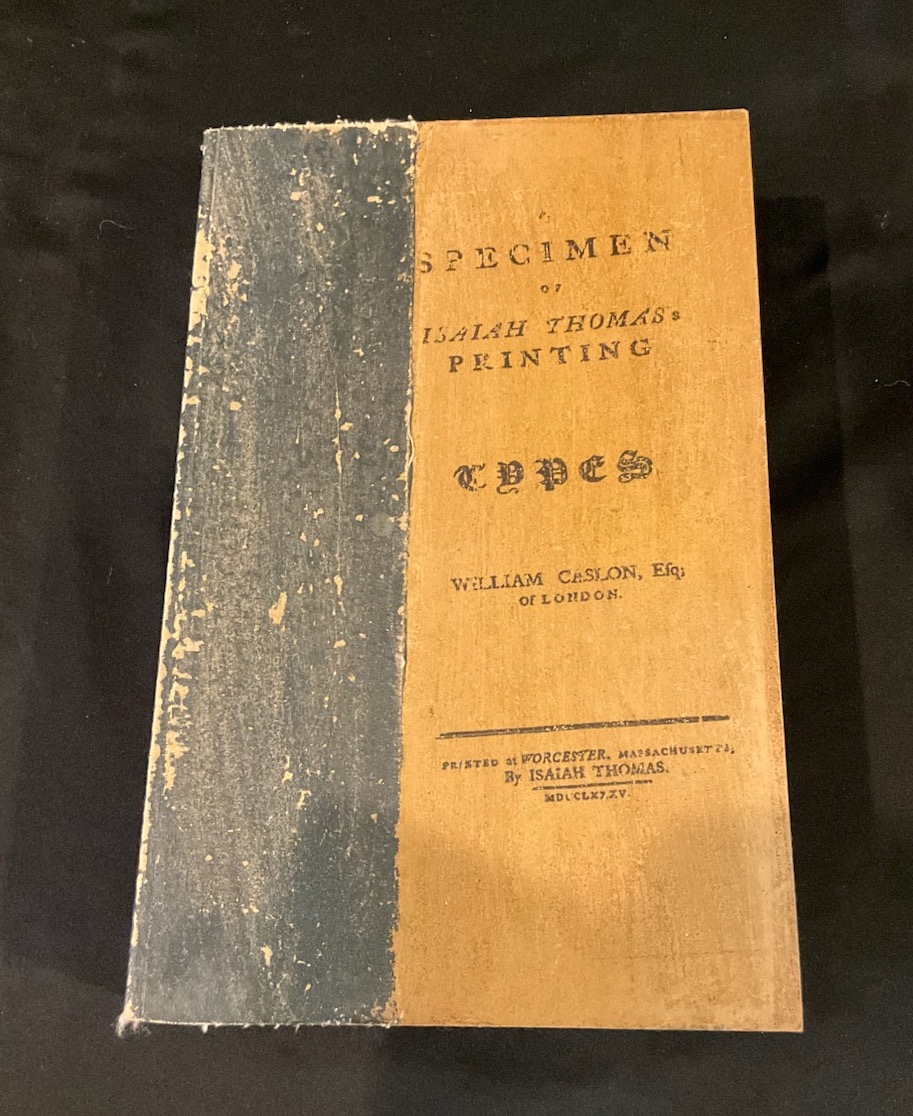 A
SPECIMEN
OF
ISAIAH THOMAS's
PRINTING
TYPES
WILLIAM CASLON, Esq;
Of LONDON.
PRINTED at WORCESTER, MASSACHUSETTS;
By ISAIAH THOMAS.
MDCCLXXXV.